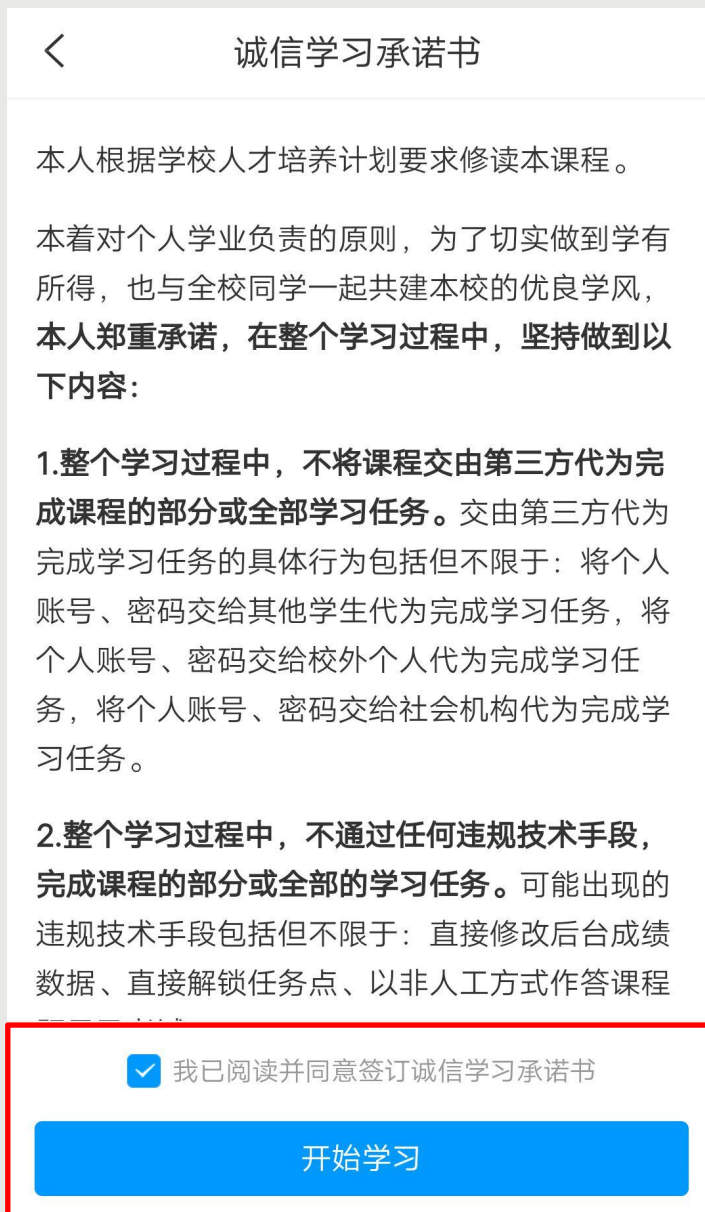 诚信学习承诺书
本人根据学校人才培养计划要求修读本课程。
本着对个人学业负责的原则，为了切实做到学有
所得，也与全校同学一起共建本校的优良学风，
本人郑重承诺，在整个学习过程中，坚持做到以
下内容：
1.整个学习过程中，不将课程交由第三方代为完
成课程的部分或全部学习任务。交由第三方代为
完成学习任务的具体行为包括但不限于：将个人
账号、密码交给其他学生代为完成学习任务，将
个人账号、密码交给校外个人代为完成学习任
务，将个人账号、密码交给社会机构代为完成学
习任务。
2.整个学习过程中，不通过任何违规技术手段，
完成课程的部分或全部的学习任务。可能出现的
违规技术手段包括但不限于：直接修改后台成绩
数据、直接解锁任务点、以非人工方式作答课程
我已阅读并同意签订诚信学习承诺书
开始学习